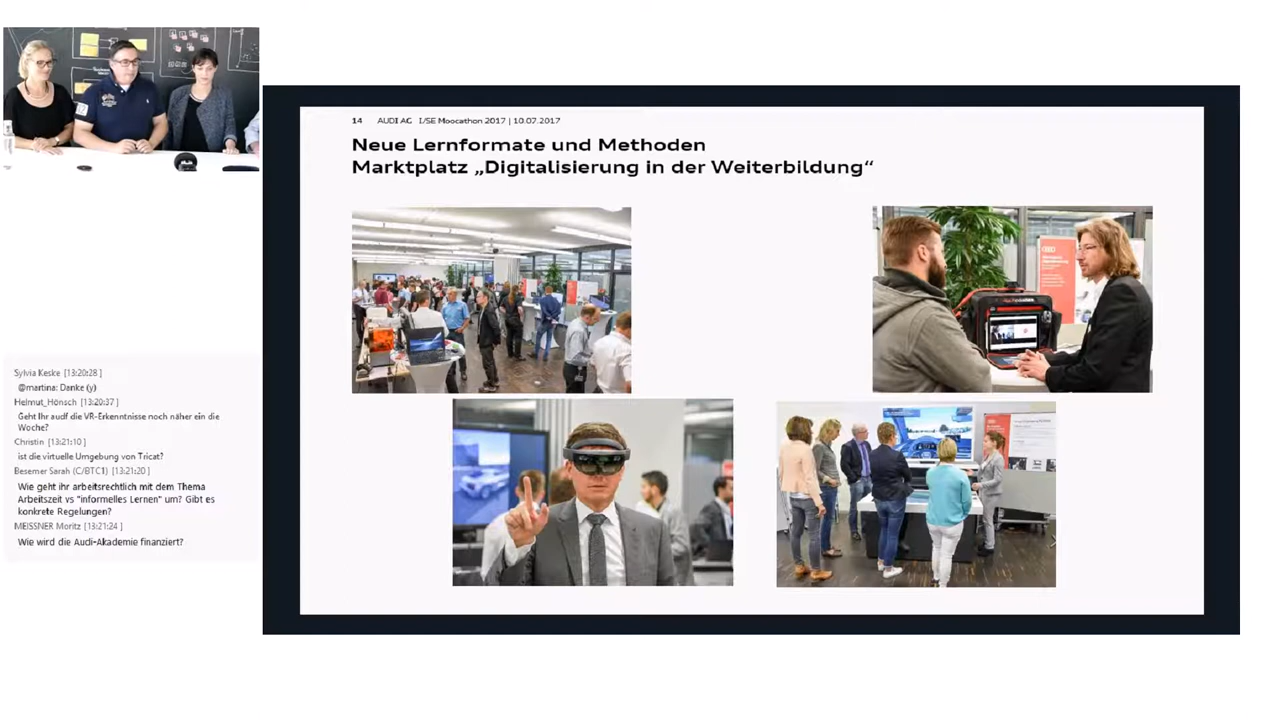 14 AUDI AG I/SE Moocathon 2017 | 10.07.2017
Neue Lernformate und Methoden
Marktplatz „Digitalisierung in der Weiterbildung“
Sylvia Keske [13:20:28 ]
@martina: Danke (y)
Helmut_Hönsch [13:20:37 ]
Geht Ihr audf die VR-Erkenntnisse noch näher ein die
Woche?
Christin [13:21:10 ]
ist die virtuelle Umgebung von Tricat?
Besemer Sarah (C/BTC1) [13:21:20 ]
Wie geht ihr arbeitsrechtlich mit dem Thema
Arbeitszeit vs "informelles Lernen" um? Gibt es
konkrete Regelungen?
MEISSNER Moritz [13:21:24 ]
Wie wird die Audi-Akademie finanziert?